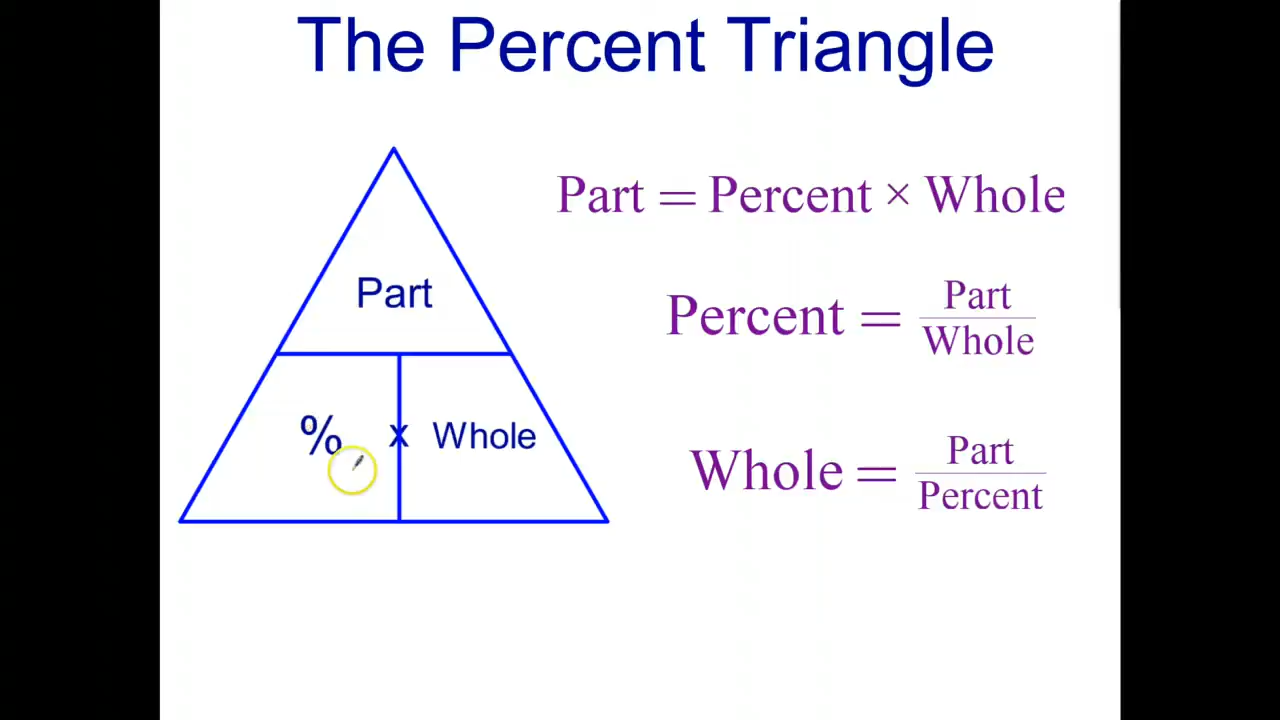 The Percent Triangle
Part = Percent × Whole
Part
Percent = Part
Whole
% x Whole
Whole = Part
Percent